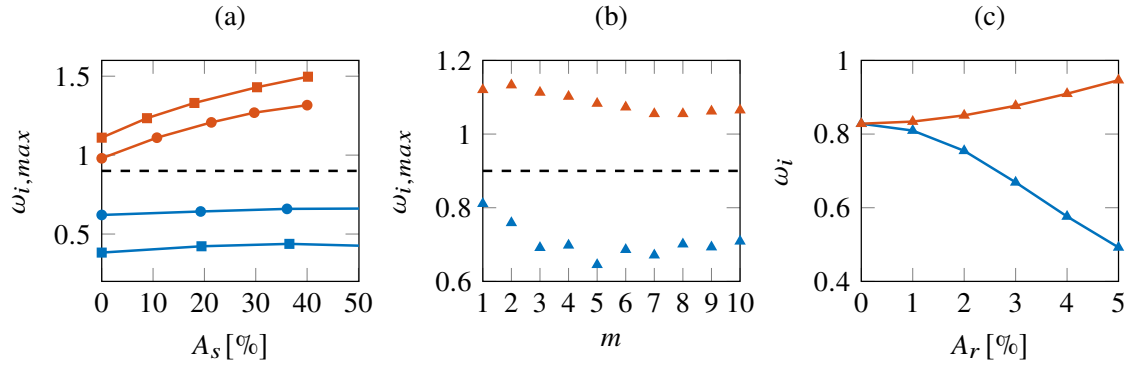 (a)
1.5
1
0.5
0 10 20 30 40 50
ω_{i,max}
A_s [%]
(b)
1.2
1
0.8
0.6
1 2 3 4 5 6 7 8 9 10
ω_{i,max}
m
(c)
1
0.8
0.6
0.4
0 1 2 3 4 5
ω_i
A_r [%]